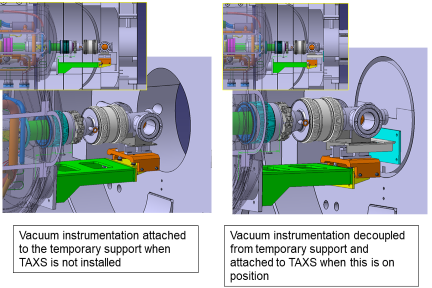 Vacuum instrumentation attached
to the temporary support when
TAXS is not installed
Vacuum instrumentation decoupled
from temporary support and
attached to TAXS when this is on
position